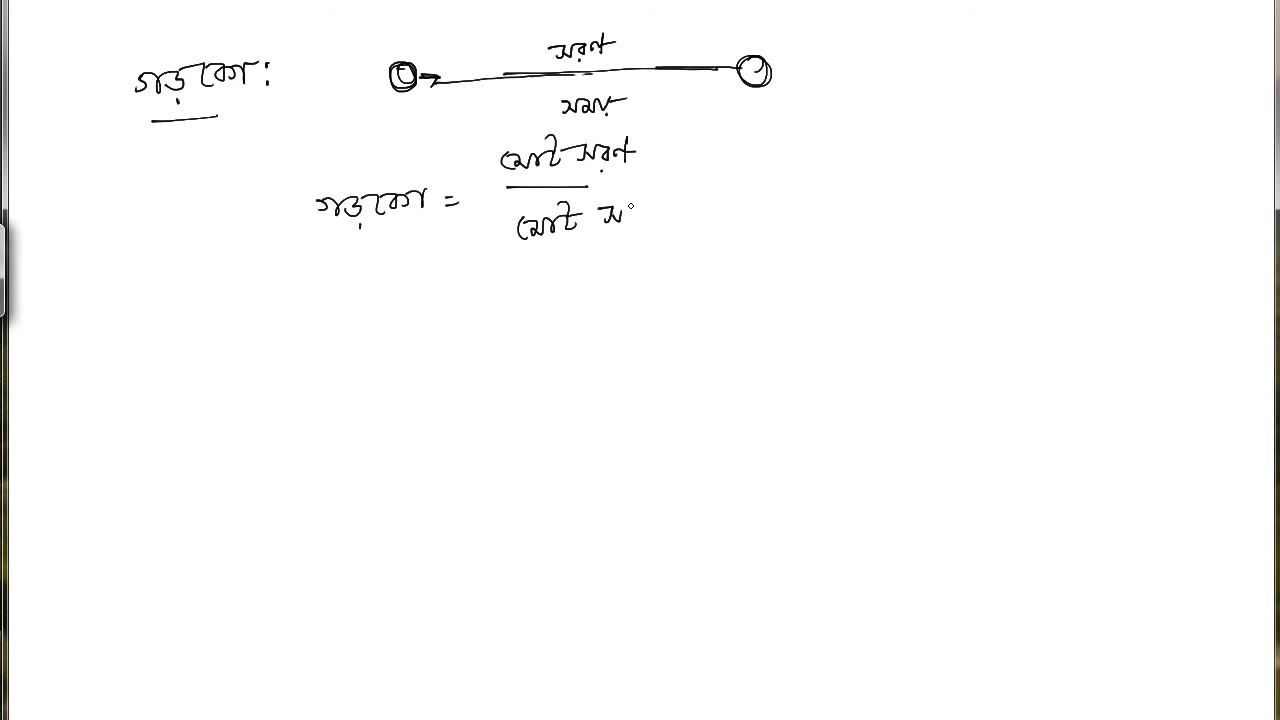 গড়বেগ :
সরণ
সময়
মোট সরণ
গড়বেগ =
মোট স